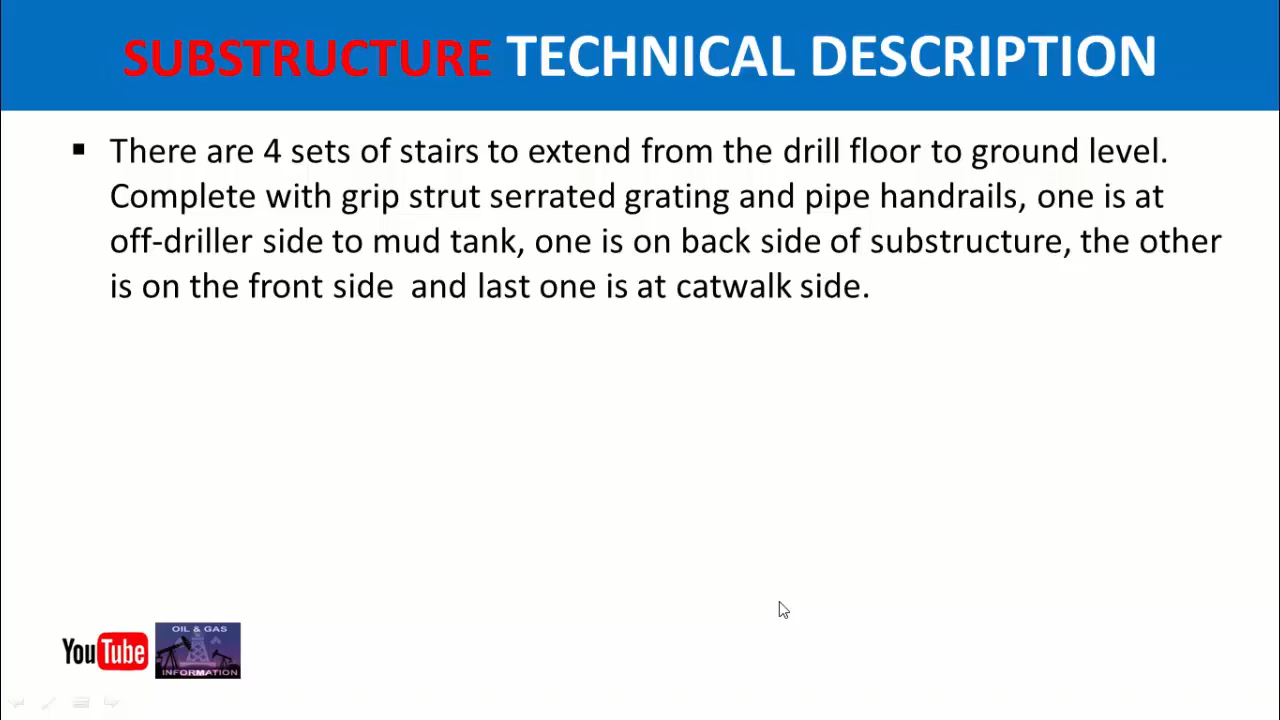 SUBSTRUCTURE TECHNICAL DESCRIPTION
▪ There are 4 sets of stairs to extend from the drill floor to ground level.
Complete with grip strut serrated grating and pipe handrails, one is at
off-driller side to mud tank, one is on back side of substructure, the other
is on the front side  and last one is at catwalk side.
YouTube
OIL & GAS
INFORMATION